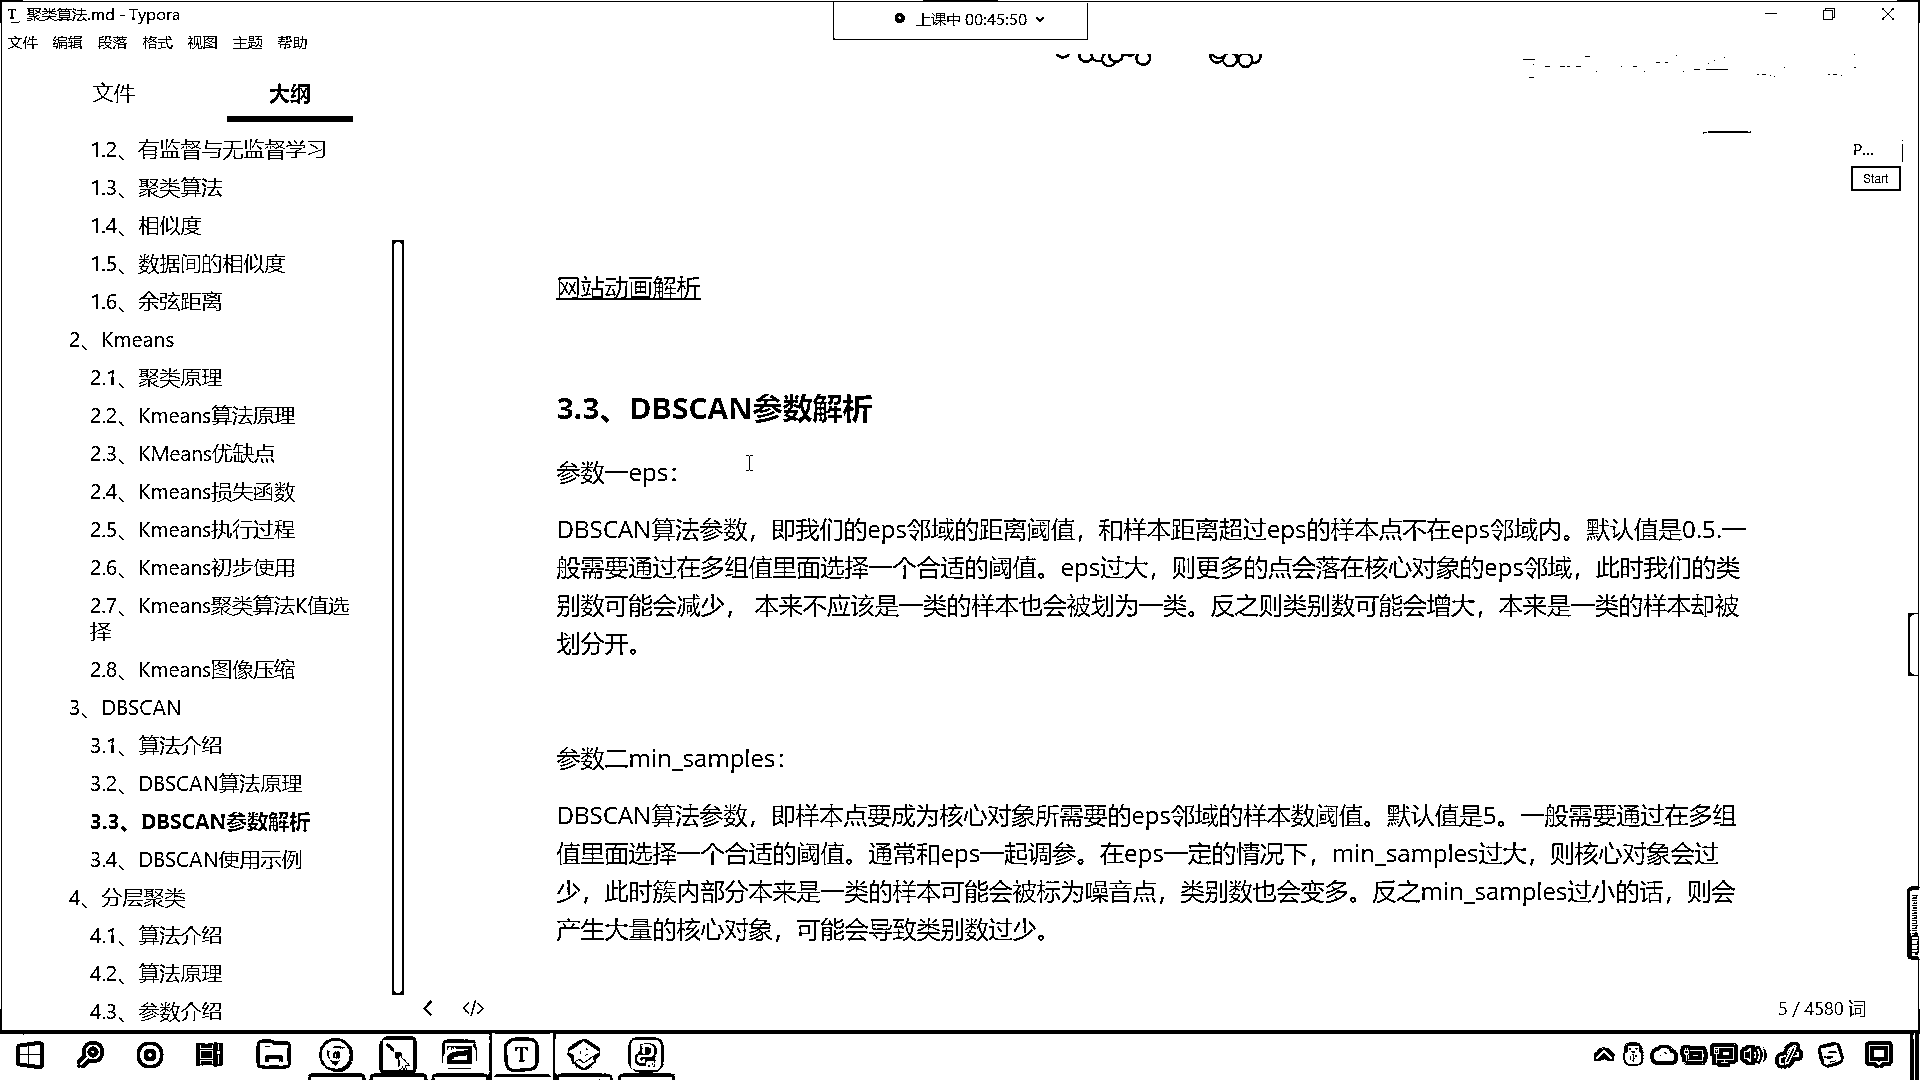 聚类算法.md - Typora
上课中 00:45:50
文件 编辑 段落 格式 视图 主题 帮助
文件 大纲
1.2、有监督与无监督学习
1.3、聚类算法
1.4、相似度
1.5、数据间的相似度
1.6、余弦距离
2、Kmeans
2.1、聚类原理
2.2、Kmeans算法原理
2.3、KMeans优缺点
2.4、Kmeans损失函数
2.5、Kmeans执行过程
2.6、Kmeans初步使用
2.7、Kmeans聚类算法K值选
择
2.8、Kmeans图像压缩
3、DBSCAN
3.1、算法介绍
3.2、DBSCAN算法原理
3.3、DBSCAN参数解析
3.4、DBSCAN使用示例
4、分层聚类
4.1、算法介绍
4.2、算法原理
4.3、参数介绍
P...
Start
网站动画解析
3.3、DBSCAN参数解析
参数一eps：
DBSCAN算法参数，即我们的eps邻域的距离阈值，和样本距离超过eps的样本点不在eps邻域内。默认值是0.5.一
般需要通过在多组值里面选择一个合适的阈值。eps过大，则更多的点会落在核心对象的eps邻域，此时我们的类
别数可能会减少， 本来不应该是一类的样本也会被划为一类。反之则类别数可能会增大，本来是一类的样本却被
划分开。
参数二min_samples：
DBSCAN算法参数，即样本点要成为核心对象所需要的eps邻域的样本数阈值。默认值是5。一般需要通过在多组
值里面选择一个合适的阈值。通常和eps一起调参。在eps一定的情况下，min_samples过大，则核心对象会过
少，此时簇内部分本来是一类的样本可能会被标为噪音点，类别数也会变多。反之min_samples过小的话，则会
产生大量的核心对象，可能会导致类别数过少。
5 / 4580 词